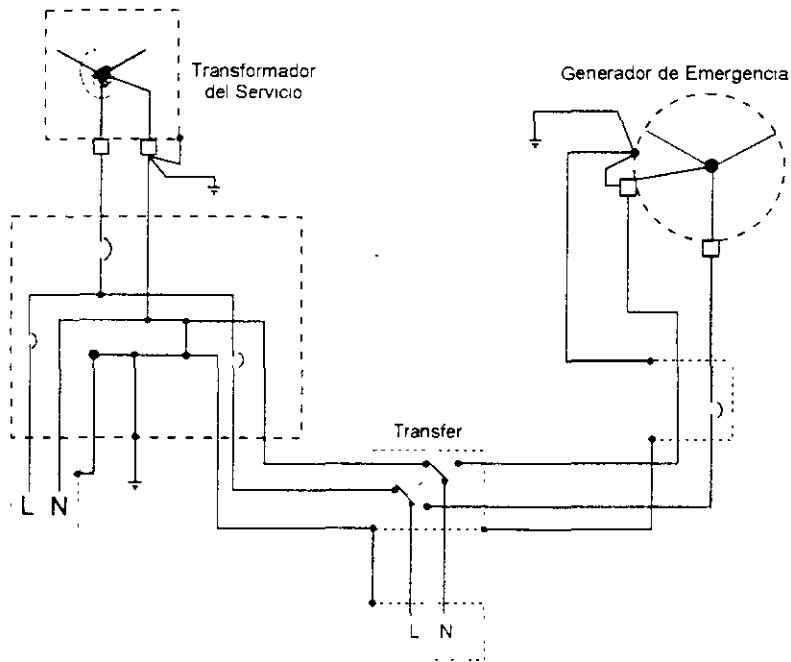 Transformador
del Servicio
Generador de Emergencia
Transfer
L N
L N